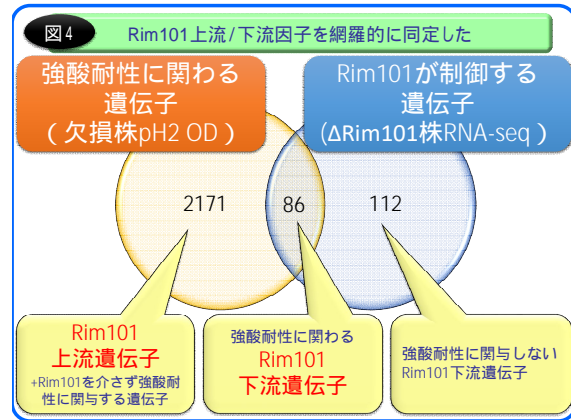 図4
Rim101上流/下流因子を網羅的に同定した
強酸耐性に関わる
遺伝子
(欠損株pH2 OD)
Rim101が制御する
遺伝子
(ΔRim101株RNA-seq)
2171
86
112
Rim101
上流遺伝子
+Rim101を介さず強酸耐
性に関与する遺伝子
強酸耐性に関わる
Rim101
下流遺伝子
強酸耐性に関与しない
Rim101下流遺伝子